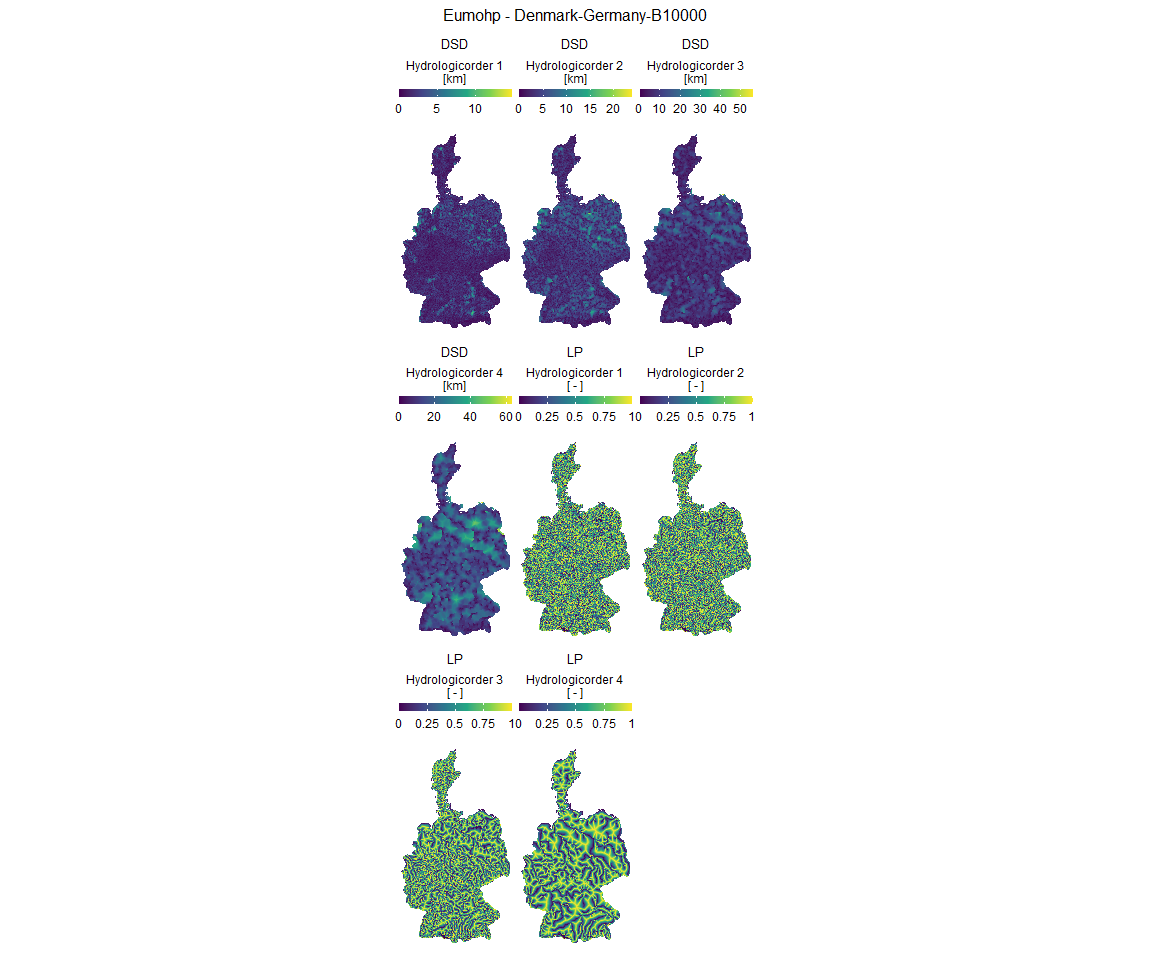 Eumohp - Denmark-Germany-B10000
DSD DSD DSD
Hydrologicorder 1 Hydrologicorder 2 Hydrologicorder 3
[km] [km] [km]
0 5 10 0 5 10 15 20 0 10 20 30 40 50
DSD LP LP
Hydrologicorder 4 Hydrologicorder 1 Hydrologicorder 2
[km] [ - ] [ - ]
0 20 40 60 0 0.25 0.5 0.75 1 0 0.25 0.5 0.75 1
LP LP
Hydrologicorder 3 Hydrologicorder 4
[ - ] [ - ]
0 0.25 0.5 0.75 1 0 0.25 0.5 0.75 1